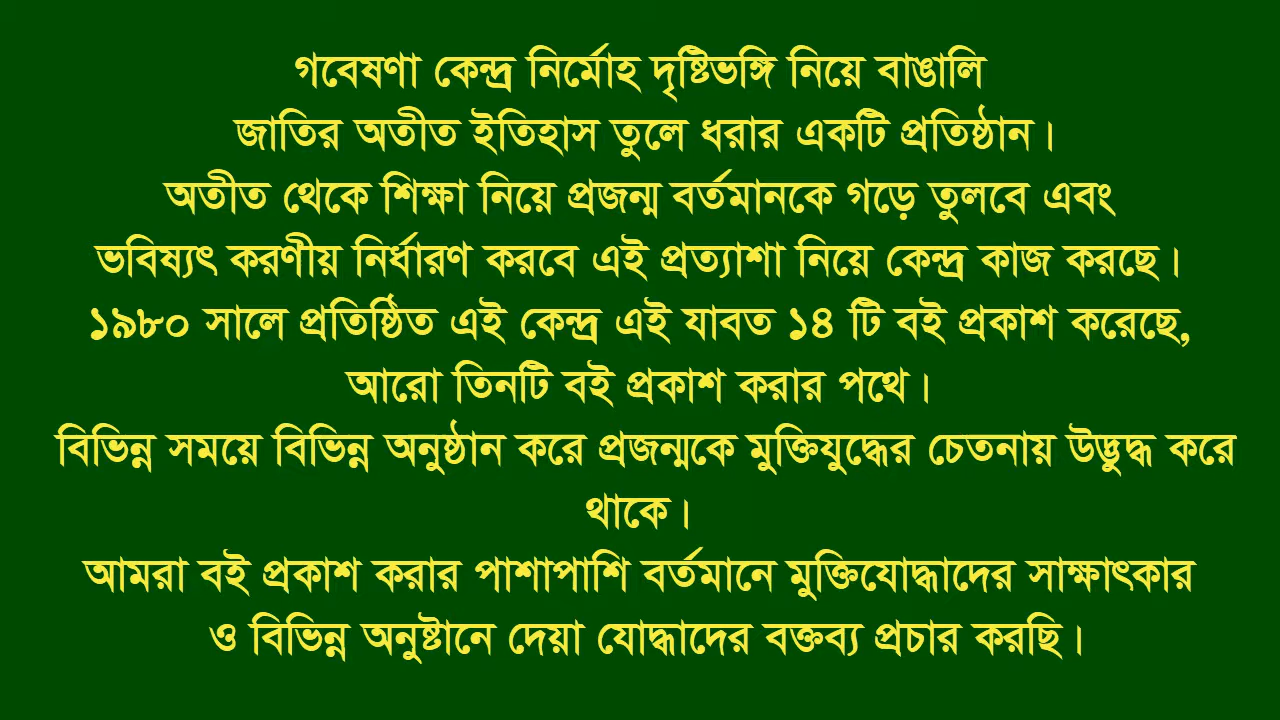 গবেষণা কেন্দ্র নির্মোহ দৃষ্টিভঙ্গি নিয়ে বাঙালি
জাতির অতীত ইতিহাস তুলে ধরার একটি প্রতিষ্ঠান।
অতীত থেকে শিক্ষা নিয়ে প্রজন্ম বর্তমানকে গড়ে তুলবে এবং
ভবিষ্যৎ করণীয় নির্ধারণ করবে এই প্রত্যাশা নিয়ে কেন্দ্র কাজ করছে।
১৯৮০ সালে প্রতিষ্ঠিত এই কেন্দ্র এই যাবত ১৪ টি বই প্রকাশ করেছে,
আরো তিনটি বই প্রকাশ করার পথে।
বিভিন্ন সময়ে বিভিন্ন অনুষ্ঠান করে প্রজন্মকে মুক্তিযুদ্ধের চেতনায় উদ্ভুদ্ধ করে
থাকে।
আমরা বই প্রকাশ করার পাশাপাশি বর্তমানে মুক্তিযোদ্ধাদের সাক্ষাৎকার
ও বিভিন্ন অনুষ্টানে দেয়া যোদ্ধাদের বক্তব্য প্রচার করছি।